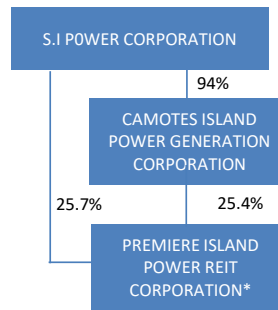 S.I P0WER CORPORATION
94%
CAMOTES ISLAND
POWER GENERATION
CORPORATION
25.7%
25.4%
PREMIERE ISLAND
POWER REIT
CORPORATION*